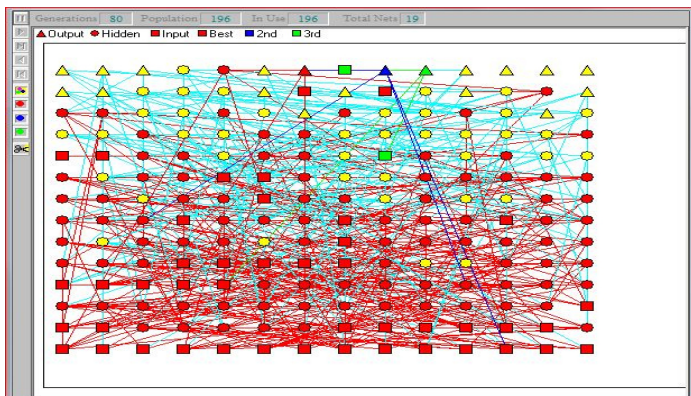 Generations 80 Population 196 In Use 196 Total Nets 19
Output Hidden Input Best 2nd 3rd